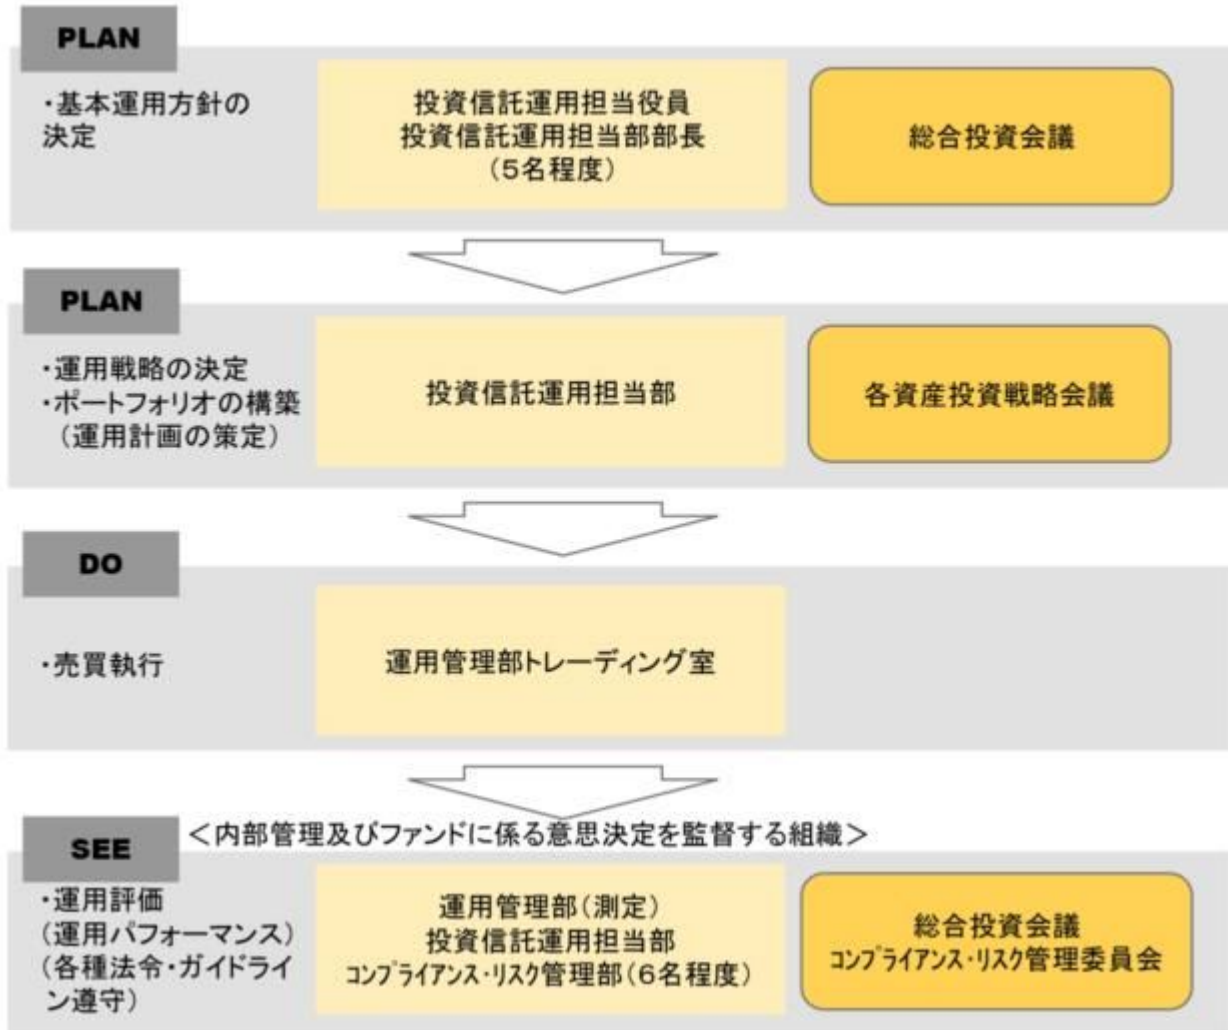 PLAN
・基本運用方針の
決定
投資信託運用担当役員
投資信託運用担当部部長
(5名程度)
総合投資会議
PLAN
・運用戦略の決定
・ポートフォリオの構築
(運用計画の策定)
投資信託運用担当部
各資産投資戦略会議
DO
・売買執行
運用管理部トレーディング室
SEE
<内部管理及びファンドに係る意思決定を監督する組織>
・運用評価
(運用パフォーマンス)
(各種法令・ガイドライ
ン遵守)
運用管理部(測定)
投資信託運用担当部
コンプライアンス・リスク管理部(6名程度)
総合投資会議
コンプライアンス・リスク管理委員会